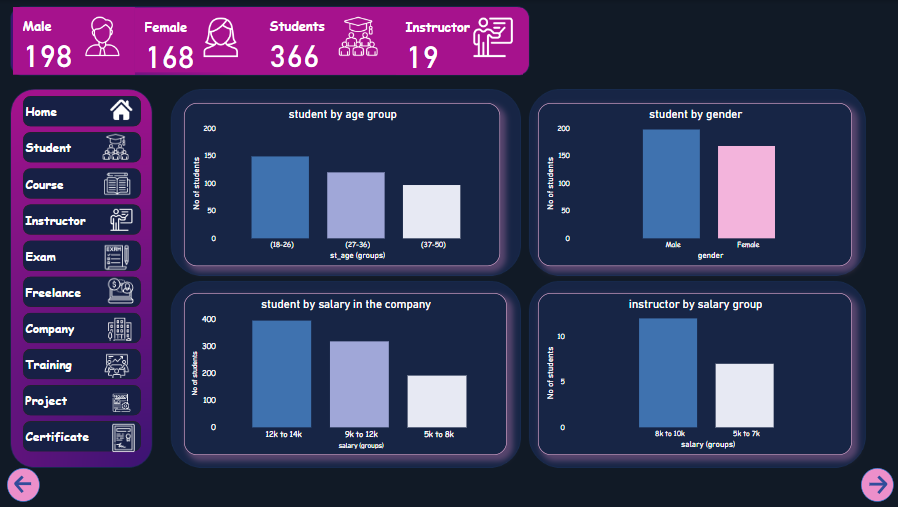 Male
198
Female
168
Students
366
Instructor
19
Home
Student
Course
Instructor
Exam
EXAM
Freelance
Company
Training
Project
Certificate
student by age group
No of students
200
150
100
50
0
(18-26) (27-36) (37-50)
st_age (groups)
student by gender
No of students
200
150
100
50
0
Male Female
gender
student by salary in the company
No of students
400
300
200
100
0
12k to 14k 9k to 12k 5k to 8k
salary (groups)
instructor by salary group
No of students
10
5
0
8k to 10k 5k to 7k
salary (groups)